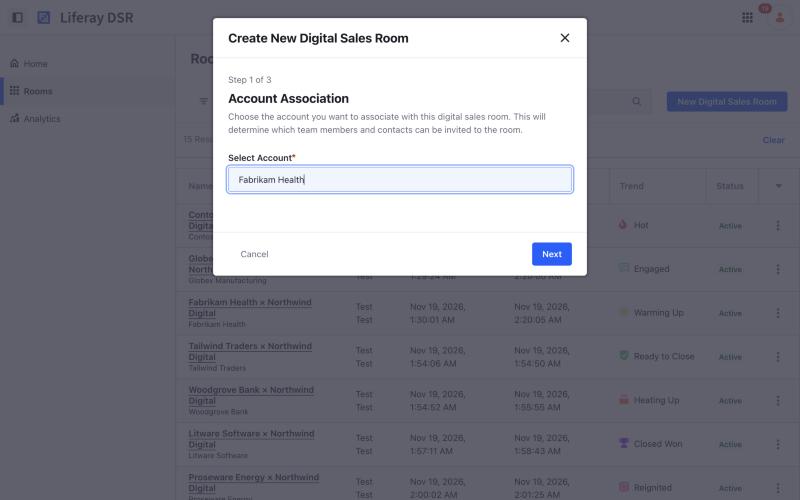 Liferay DSR
19
Create New Digital Sales Room
Home
Rooms
Analytics
Step 1 of 3
Account Association
Choose the account you want to associate with this digital sales room. This will
determine which team members and contacts can be invited to the room.
Select Account*
Fabrikam Health
Cancel
Next
New Digital Sales Room
Clear
Name
Trend
Status
Hot
Active
Engaged
Active
Globex Manufacturing
Fabrikam Health × Northwind
Digital
Fabrikam Health
Test
Test
Nov 19, 2026,
1:30:01 AM
Nov 19, 2026,
2:20:05 AM
Warming Up
Active
Tailwind Traders × Northwind
Digital
Tailwind Traders
Test
Test
Nov 19, 2026,
1:54:06 AM
Nov 19, 2026,
1:54:50 AM
Ready to Close
Active
Woodgrove Bank × Northwind
Digital
Woodgrove Bank
Test
Test
Nov 19, 2026,
1:54:52 AM
Nov 19, 2026,
1:55:55 AM
Heating Up
Active
Litware Software × Northwind
Digital
Litware Software
Test
Test
Nov 19, 2026,
1:57:11 AM
Nov 19, 2026,
1:58:43 AM
Closed Won
Active
Proseware Energy × Northwind
Digital
Proseware Energy
Test
Test
Nov 19, 2026,
2:00:02 AM
Nov 19, 2026,
2:01:25 AM
Reignited
Active